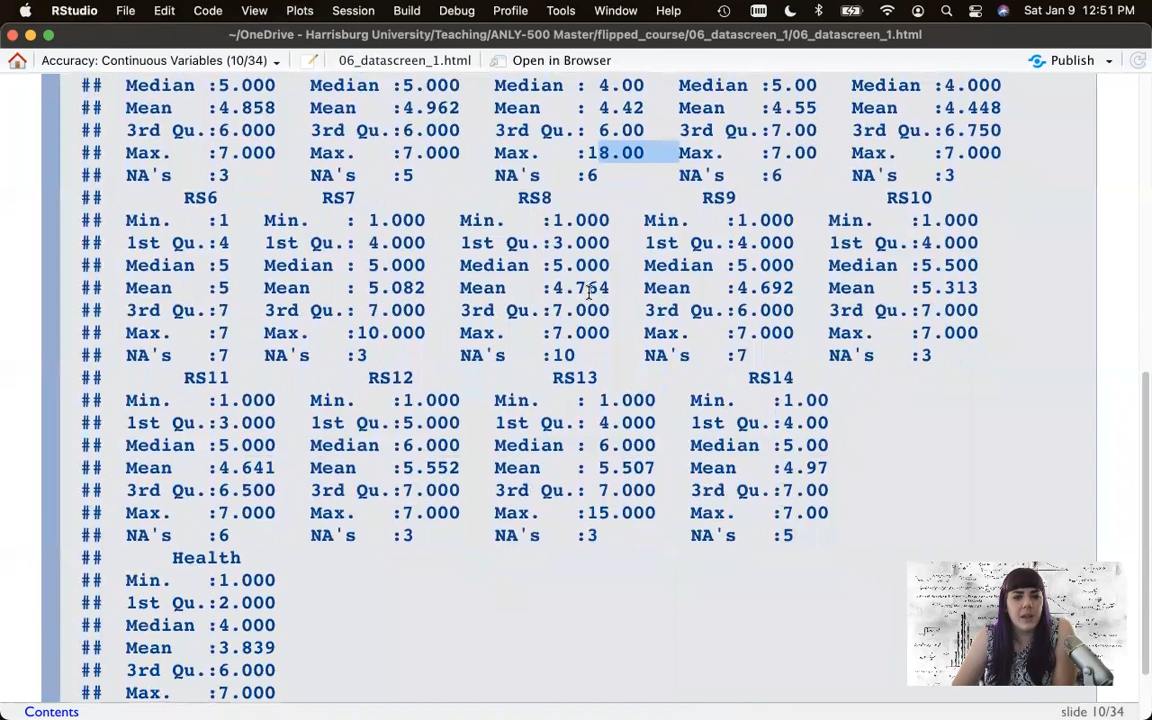 RStudio File Edit Code View Plots Session Build Debug Profile Tools Window Help Sat Jan 9 12:51 PM
~/OneDrive - Harrisburg University/Teaching/ANLY-500 Master/flipped_course/06_datascreen_1/06_datascreen_1.html
Accuracy: Continuous Variables (10/34) 06_datascreen_1.html Open in Browser Publish
## Median :5.000 Median :5.000 Median : 4.00 Median :5.00 Median :4.000
## Mean :4.858 Mean :4.962 Mean : 4.42 Mean :4.55 Mean :4.448
## 3rd Qu.:6.000 3rd Qu.:6.000 3rd Qu.: 6.00 3rd Qu.:7.00 3rd Qu.:6.750
## Max. :7.000 Max. :7.000 Max. :18.00 Max. :7.00 Max. :7.000
## NA's :3 NA's :5 NA's :6 NA's :6 NA's :3
## RS6 RS7 RS8 RS9 RS10
## Min. :1 Min. : 1.000 Min. :1.000 Min. :1.000 Min. :1.000
## 1st Qu.:4 1st Qu.: 4.000 1st Qu.:3.000 1st Qu.:4.000 1st Qu.:4.000
## Median :5 Median : 5.000 Median :5.000 Median :5.000 Median :5.500
## Mean :5 Mean : 5.082 Mean :4.764 Mean :4.692 Mean :5.313
## 3rd Qu.:7 3rd Qu.: 7.000 3rd Qu.:7.000 3rd Qu.:6.000 3rd Qu.:7.000
## Max. :7 Max. :10.000 Max. :7.000 Max. :7.000 Max. :7.000
## NA's :7 NA's :3 NA's :10 NA's :7 NA's :3
## RS11 RS12 RS13 RS14
## Min. :1.000 Min. :1.000 Min. : 1.000 Min. :1.00
## 1st Qu.:3.000 1st Qu.:5.000 1st Qu.: 4.000 1st Qu.:4.00
## Median :5.000 Median :6.000 Median : 6.000 Median :5.00
## Mean :4.641 Mean :5.552 Mean : 5.507 Mean :4.97
## 3rd Qu.:6.500 3rd Qu.:7.000 3rd Qu.: 7.000 3rd Qu.:7.00
## Max. :7.000 Max. :7.000 Max. :15.000 Max. :7.00
## NA's :6 NA's :3 NA's :3 NA's :5
## Health
## Min. :1.000
## 1st Qu.:2.000
## Median :4.000
## Mean :3.839
## 3rd Qu.:6.000
## Max. :7.000
Contents slide 10/34